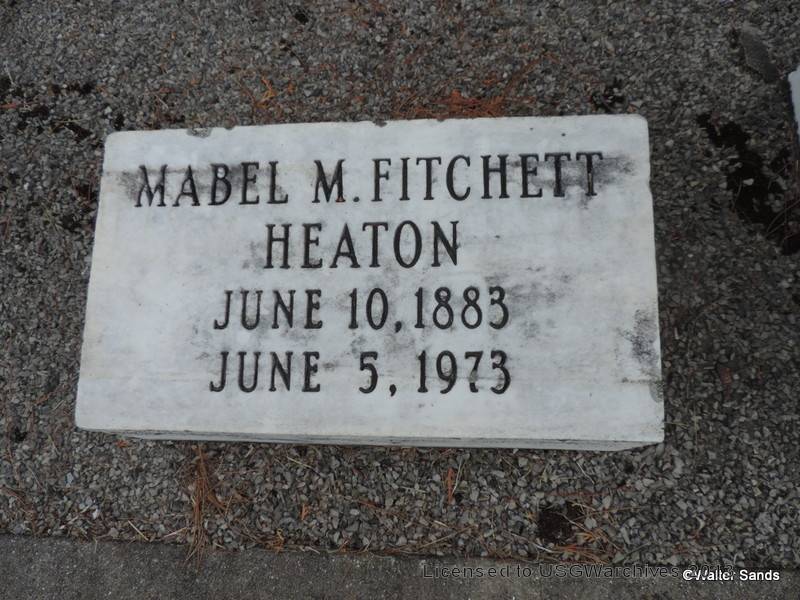 MABEL M. FITCHETT
HEATON
JUNE 10, 1883
JUNE 5, 1973
Licensed to USGWarchives
©Walter Sands